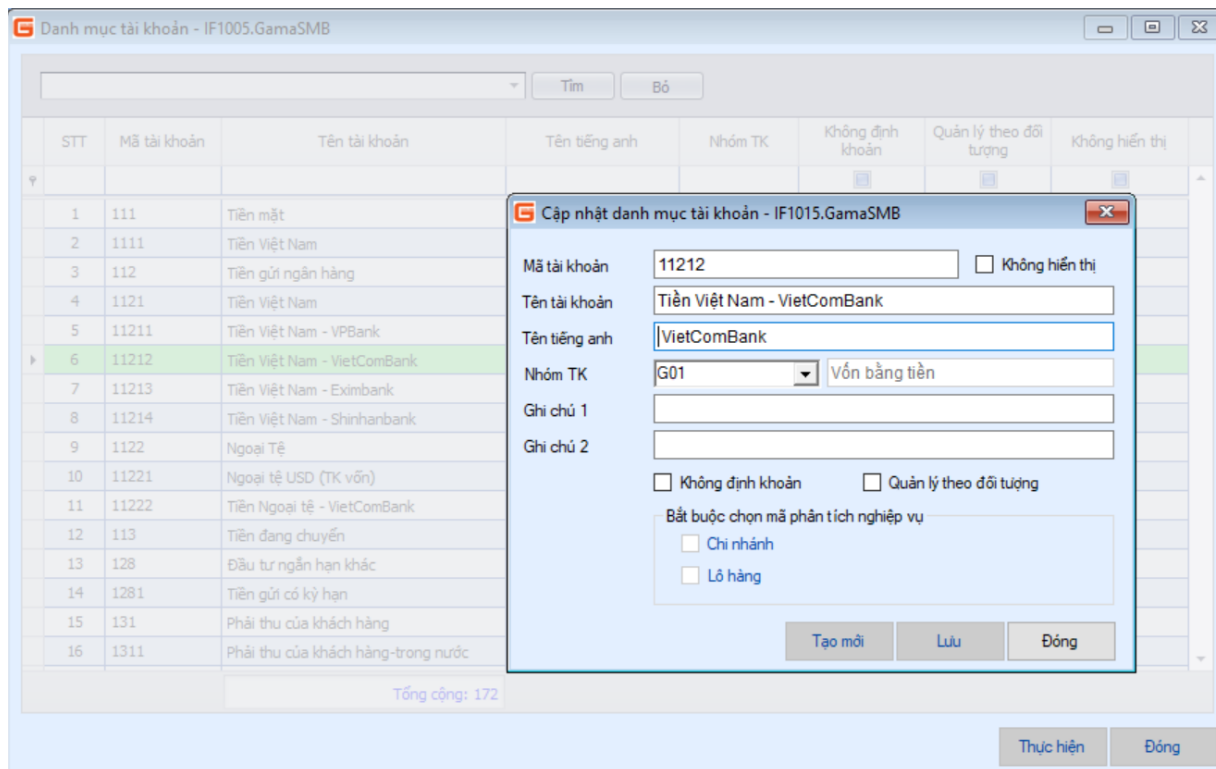 Danh mục tài khoản - IF1005.GamaSMB
Tìm Bỏ
STT Mã tài khoản Tên tài khoản Tên tiếng anh Nhóm TK Không định khoản Quản lý theo đối tượng Không hiển thị
1 111 Tiền mặt
2 1111 Tiền Việt Nam
3 112 Tiền gửi ngân hàng
4 1121 Tiền Việt Nam
5 11211 Tiền Việt Nam - VPBank
6 11212 Tiền Việt Nam - VietComBank
7 11213 Tiền Việt Nam - Eximbank
8 11214 Tiền Việt Nam - Shinhanbank
9 1122 Ngoại Tệ
10 11221 Ngoại tệ USD (TK vốn)
11 11222 Tiền Ngoại tệ - VietComBank
12 113 Tiền đang chuyển
13 128 Đầu tư ngắn hạn khác
14 1281 Tiền gửi có kỳ hạn
15 131 Phải thu của khách hàng
16 1311 Phải thu của khách hàng-trong nước
Tổng cộng: 172
Cập nhật danh mục tài khoản - IF1015.GamaSMB
Mã tài khoản 11212 Không hiển thị
Tên tài khoản Tiền Việt Nam - VietComBank
Tên tiếng anh VietComBank
Nhóm TK G01 Vốn bằng tiền
Ghi chú 1
Ghi chú 2
Không định khoản Quản lý theo đối tượng
Bắt buộc chọn mã phân tích nghiệp vụ
Chi nhánh
Lô hàng
Tạo mới Lưu Đóng
Thực hiện Đóng